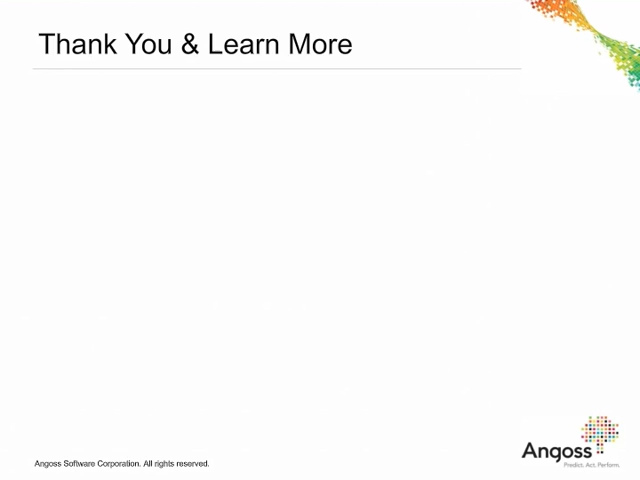 Thank You & Learn More
Angoss
Predict. Act. Perform.
Angoss Software Corporation. All rights reserved.